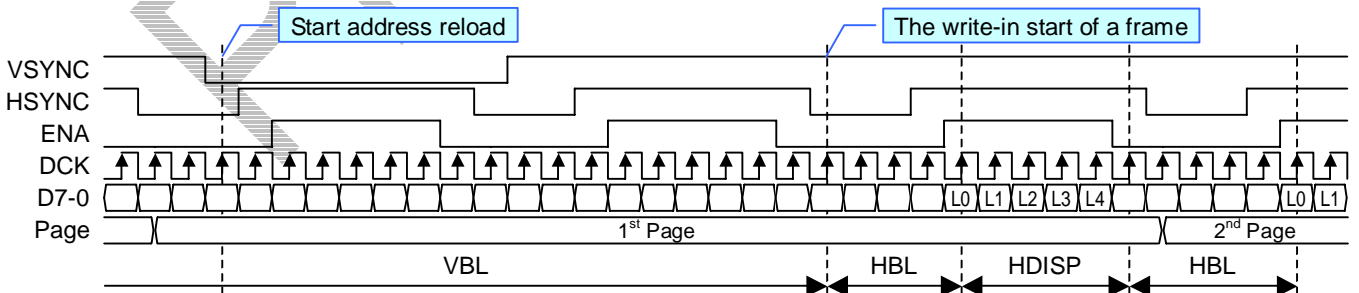 Start address reload
The write-in start of a frame
VSYNC
HSYNC
ENA
DCK
D7-0 L0 L1 L2 L3 L4 L0 L1
Page 1st Page 2nd Page
VBL HBL HDISP HBL